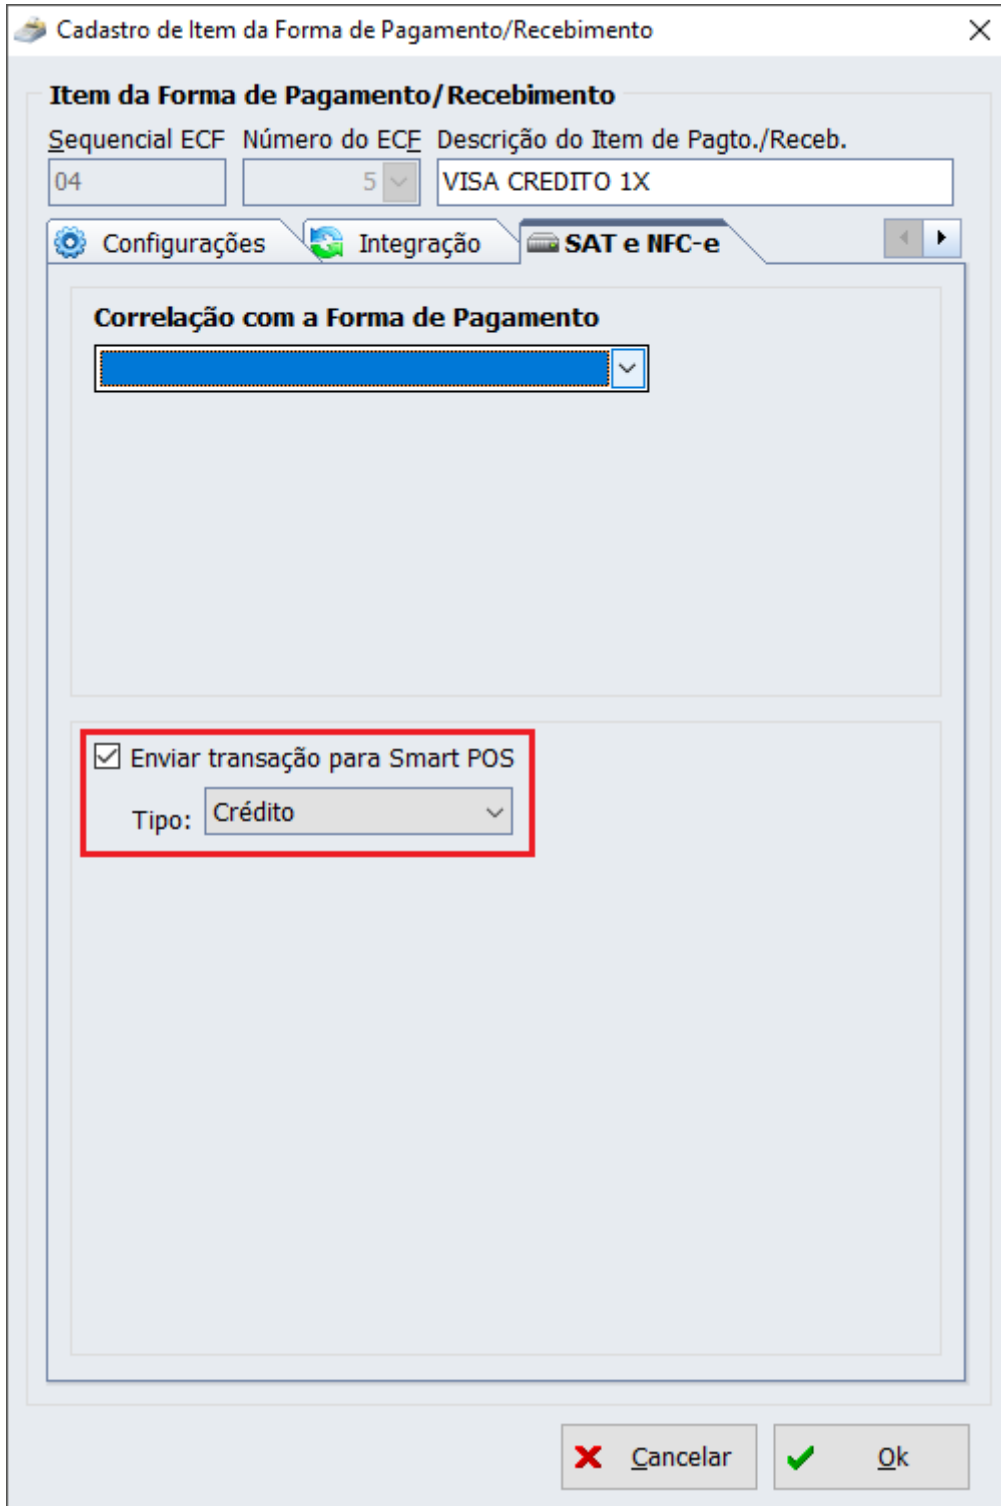 Cadastro de Item da Forma de Pagamento/Recebimento
Item da Forma de Pagamento/Recebimento
Sequencial ECF Número do ECF Descrição do Item de Pagto./Receb.
04 5 VISA CREDITO 1X
Configurações Integração SAT e NFC-e
Correlação com a Forma de Pagamento
Enviar transação para Smart POS
Tipo: Crédito
Cancelar Ok